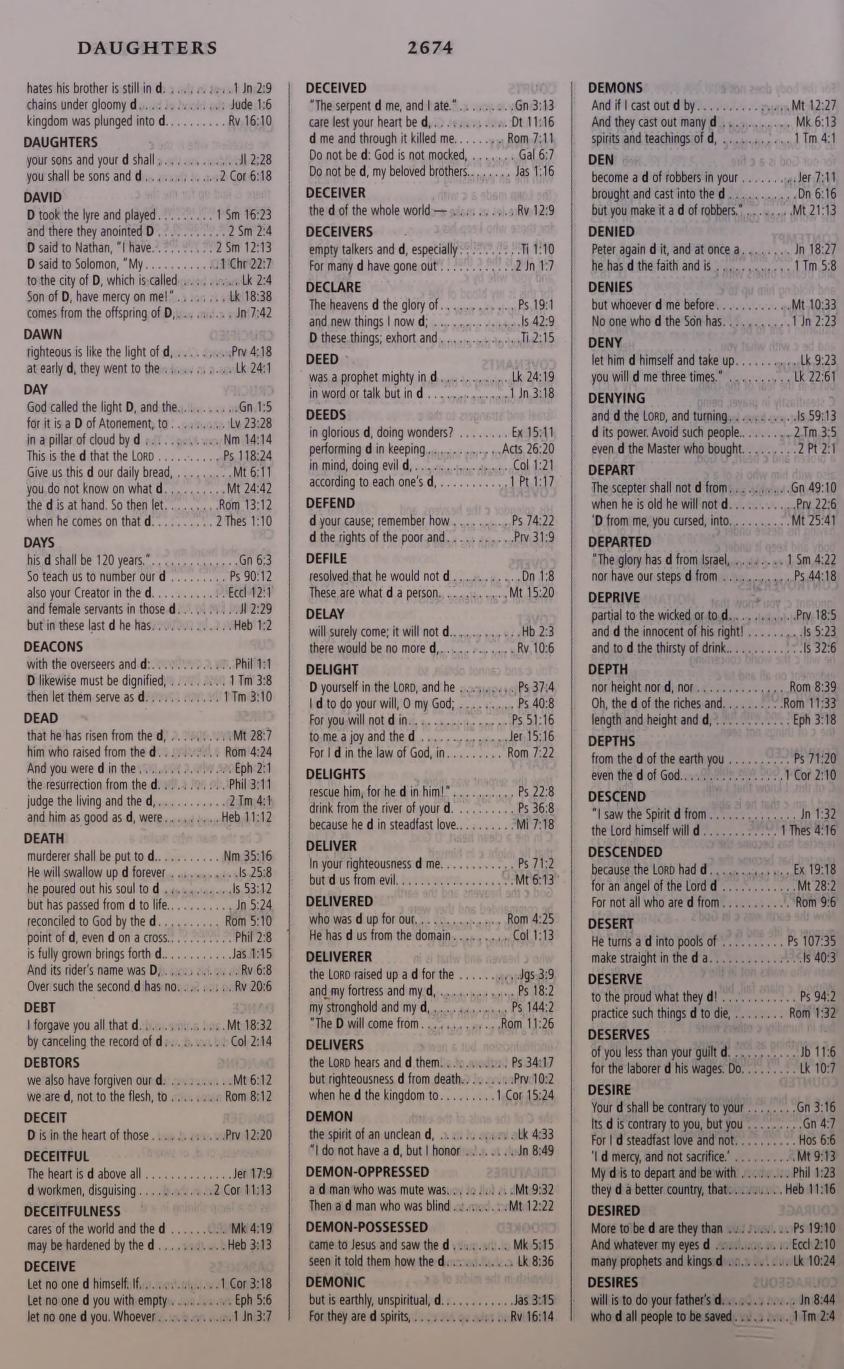 DAUGHTERS 2674
hates his brother is still in d. . . . . . . . . . .1 Jn 2:9
chains under gloomy d. . . . . . . . . . . . . Jude 1:6
kingdom was plunged into d. . . . . . . . . . Rv 16:10
DAUGHTERS
your sons and your d shall . . . . . . . . . . . . .Jl 2:28
you shall be sons and d . . . . . . . . . . . .2 Cor 6:18
DAVID
D took the lyre and played. . . . . . . . . 1 Sm 16:23
and there they anointed D . . . . . . . . . . . 2 Sm 2:4
D said to Nathan, "I have. . . . . . . . . . 2 Sm 12:13
D said to Solomon, "My. . . . . . . . . . . .1 Chr 22:7
to the city of D, which is called . . . . . . . . . Lk 2:4
Son of D, have mercy on me!" . . . . . . . . Lk 18:38
comes from the offspring of D,. . . . . . . . . Jn 7:42
DAWN
righteous is like the light of d, . . . . . . . . .Prv 4:18
at early d, they went to the . . . . . . . . . . . Lk 24:1
DAY
God called the light D, and the. . . . . . . . . .Gn 1:5
for it is a D of Atonement, to . . . . . . . . . Lv 23:28
in a pillar of cloud by d . . . . . . . . . . . . Nm 14:14
This is the d that the LORD . . . . . . . . . . Ps 118:24
Give us this d our daily bread, . . . . . . . . .Mt 6:11
you do not know on what d. . . . . . . . . . Mt 24:42
the d is at hand. So then let. . . . . . . . .Rom 13:12
when he comes on that d. . . . . . . . . . 2 Thes 1:10
DAYS
his d shall be 120 years." . . . . . . . . . . . . . Gn 6:3
So teach us to number our d . . . . . . . . . Ps 90:12
also your Creator in the d. . . . . . . . . . . Eccl 12:1
and female servants in those d. . . . . . . . . .Jl 2:29
but in these last d he has. . . . . . . . . . . . . Heb 1:2
DEACONS
with the overseers and d: . . . . . . . . . . . . Phil 1:1
D likewise must be dignified, . . . . . . . . . 1 Tm 3:8
then let them serve as d. . . . . . . . . . . . 1 Tm 3:10
DEAD
that he has risen from the d, . . . . . . . . . .Mt 28:7
him who raised from the d. . . . . . . . . . Rom 4:24
And you were d in the . . . . . . . . . . . . . . Eph 2:1
the resurrection from the d. . . . . . . . . . . Phil 3:11
judge the living and the d, . . . . . . . . . . . 2 Tm 4:1
and him as good as d, were . . . . . . . . . Heb 11:12
DEATH
murderer shall be put to d. . . . . . . . . . . Nm 35:16
He will swallow up d forever . . . . . . . . . . .Is 25:8
he poured out his soul to d . . . . . . . . . . . .Is 53:12
but has passed from d to life. . . . . . . . . . . Jn 5:24
reconciled to God by the d. . . . . . . . . . . Rom 5:10
point of d, even d on a cross. . . . . . . . . . Phil 2:8
is fully grown brings forth d. . . . . . . . . . . .Jas 1:15
And its rider's name was D, . . . . . . . . . . . . Rv 6:8
Over such the second d has no. . . . . . . . . Rv 20:6
DEBT
I forgave you all that d. . . . . . . . . . . . . .Mt 18:32
by canceling the record of d . . . . . . . . . . Col 2:14
DEBTORS
we also have forgiven our d. . . . . . . . . . .Mt 6:12
we are d, not to the flesh, to . . . . . . . . Rom 8:12
DECEIT
D is in the heart of those . . . . . . . . . . .Prv 12:20
DECEITFUL
The heart is d above all . . . . . . . . . . . . .Jer 17:9
d workmen, disguising . . . . . . . . . . . .2 Cor 11:13
DECEITFULNESS
cares of the world and the d . . . . . . . . . Mk 4:19
may be hardened by the d . . . . . . . . . . . Heb 3:13
DECEIVE
Let no one d himself. If. . . . . . . . . . . . .1 Cor 3:18
Let no one d you with empty . . . . . . . . . . Eph 5:6
let no one d you. Whoever . . . . . . . . . . . .1 Jn 3:7
DECEIVED
"The serpent d me, and I ate." . . . . . . . . .Gn 3:13
care lest your heart be d, . . . . . . . . . . . . Dt 11:16
d me and through it killed me. . . . . . . . . Rom 7:11
Do not be d: God is not mocked, . . . . . . . Gal 6:7
Do not be d, my beloved brothers. . . . . . . Jas 1:16
DECEIVER
the d of the whole world — . . . . . . . . . . Rv 12:9
DECEIVERS
empty talkers and d, especially . . . . . . . . . .Ti 1:10
For many d have gone out . . . . . . . . . . . .2 Jn 1:7
DECLARE
The heavens d the glory of . . . . . . . . . . . Ps 19:1
and new things I now d; . . . . . . . . . . . . .Is 42:9
D these things; exhort and . . . . . . . . . . . . .Ti 2:15
DEED
was a prophet mighty in d . . . . . . . . . . . Lk 24:19
in word or talk but in d . . . . . . . . . . . . . .1 Jn 3:18
DEEDS
in glorious d, doing wonders? . . . . . . . . Ex 15:11
performing d in keeping. . . . . . . . . . . .Acts 26:20
in mind, doing evil d, . . . . . . . . . . . . . . Col 1:21
according to each one's d, . . . . . . . . . . . .1 Pt 1:17
DEFEND
d your cause; remember how . . . . . . . . . Ps 74:22
d the rights of the poor and. . . . . . . . . . .Prv 31:9
DEFILE
resolved that he would not d . . . . . . . . . . . Dn 1:8
These are what d a person. . . . . . . . . . . Mt 15:20
DELAY
will surely come; it will not d. . . . . . . . . . . . Hb 2:3
there would be no more d, . . . . . . . . . . . Rv 10:6
DELIGHT
D yourself in the LORD, and he . . . . . . . . .Ps 37:4
I d to do your will, O my God; . . . . . . . . . Ps 40:8
For you will not d in. . . . . . . . . . . . . . . . Ps 51:16
to me a joy and the d . . . . . . . . . . . . . . .Jer 15:16
For I d in the law of God, in . . . . . . . . . Rom 7:22
DELIGHTS
rescue him, for he d in him!" . . . . . . . . . . Ps 22:8
drink from the river of your d. . . . . . . . . . Ps 36:8
because he d in steadfast love. . . . . . . . . Mi 7:18
DELIVER
In your righteousness d me. . . . . . . . . . . . Ps 71:2
but d us from evil. . . . . . . . . . . . . . . . . .Mt 6:13
DELIVERED
who was d up for our. . . . . . . . . . . . . . Rom 4:25
He has d us from the domain . . . . . . . . . . Col 1:13
DELIVERER
the LORD raised up a d for the . . . . . . . . .Jgs 3:9
and my fortress and my d, . . . . . . . . . . . . Ps 18:2
my stronghold and my d, . . . . . . . . . . . . Ps 144:2
"The D will come from . . . . . . . . . . . .Rom 11:26
DELIVERS
the LORD hears and d them. . . . . . . . . . . Ps 34:17
but righteousness d from death. . . . . . . . .Prv 10:2
when he d the kingdom to. . . . . . . . . .1 Cor 15:24
DEMON
the spirit of an unclean d, . . . . . . . . . . . .Lk 4:33
"I do not have a d, but I honor . . . . . . . . .Jn 8:49
DEMON-OPPRESSED
a d man who was mute was. . . . . . . . . . .Mt 9:32
Then a d man who was blind . . . . . . . . .Mt 12:22
DEMON-POSSESSED
came to Jesus and saw the d . . . . . . . . . Mk 5:15
seen it told them how the d . . . . . . . . . . . Lk 8:36
DEMONIC
but is earthly, unspiritual, d. . . . . . . . . . . .Jas 3:15
For they are d spirits, . . . . . . . . . . . . . . . Rv 16:14
DEMONS
And if I cast out d by . . . . . . . . . . . . . .Mt 12:27
And they cast out many d . . . . . . . . . . . Mk 6:13
spirits and teachings of d, . . . . . . . . . . . 1 Tm 4:1
DEN
become a d of robbers in your . . . . . . . . .Jer 7:11
brought and cast into the d . . . . . . . . . . . Dn 6:16
but you make it a d of robbers." . . . . . . . .Mt 21:13
DENIED
Peter again d it, and at once a . . . . . . . . Jn 18:27
he has d the faith and is . . . . . . . . . . . . 1 Tm 5:8
DENIES
but whoever d me before. . . . . . . . . . . . Mt 10:33
No one who d the Son has. . . . . . . . . . . .1 Jn 2:23
DENY
let him d himself and take up. . . . . . . . . . .Lk 9:23
you will d me three times." . . . . . . . . . . Lk 22:61
DENYING
and d the LORD, and turning. . . . . . . . . . .Is 59:13
d its power. Avoid such people. . . . . . . . . 2 Tm 3:5
even d the Master who bought. . . . . . . . . 2 Pt 2:1
DEPART
The scepter shall not d from . . . . . . . . . .Gn 49:10
when he is old he will not d. . . . . . . . . . . Prv 22:6
'D from me, you cursed, into. . . . . . . . . . Mt 25:41
DEPARTED
"The glory has d from Israel, . . . . . . . . . 1 Sm 4:22
nor have our steps d from . . . . . . . . . . . Ps 44:18
DEPRIVE
partial to the wicked or to d. . . . . . . . . . . .Prv 18:5
and d the innocent of his right! . . . . . . . . .Is 5:23
and to d the thirsty of drink. . . . . . . . . . . .Is 32:6
DEPTH
nor height nor d, nor . . . . . . . . . . . . . . Rom 8:39
Oh, the d of the riches and. . . . . . . . . .Rom 11:33
length and height and d, . . . . . . . . . . . . Eph 3:18
DEPTHS
from the d of the earth you . . . . . . . . . . Ps 71:20
even the d of God. . . . . . . . . . . . . . . . .1 Cor 2:10
DESCEND
"I saw the Spirit d from . . . . . . . . . . . . . . Jn 1:32
the Lord himself will d . . . . . . . . . . . . 1 Thes 4:16
DESCENDED
because the LORD had d . . . . . . . . . . . . . Ex 19:18
for an angel of the Lord d . . . . . . . . . . . . Mt 28:2
For not all who are d from . . . . . . . . . . . Rom 9:6
DESERT
He turns a d into pools of . . . . . . . . . . Ps 107:35
make straight in the d a. . . . . . . . . . . . . . .Is 40:3
DESERVE
to the proud what they d! . . . . . . . . . . . . Ps 94:2
practice such things d to die, . . . . . . . . Rom 1:32
DESERVES
of you less than your guilt d. . . . . . . . . . . . Jb 11:6
for the laborer d his wages. Do. . . . . . . . . Lk 10:7
DESIRE
Your d shall be contrary to your . . . . . . . . .Gn 3:16
Its d is contrary to you, but you . . . . . . . . .Gn 4:7
For I d steadfast love and not. . . . . . . . . . Hos 6:6
'I d mercy, and not sacrifice.' . . . . . . . . . .Mt 9:13
My d is to depart and be with . . . . . . . . Phil 1:23
they d a better country, that. . . . . . . . . Heb 11:16
DESIRED
More to be d are they than . . . . . . . . . . Ps 19:10
And whatever my eyes d . . . . . . . . . . . . Eccl 2:10
many prophets and kings d . . . . . . . . . . . Lk 10:24
DESIRES
will is to do your father's d. . . . . . . . . . . . Jn 8:44
who d all people to be saved . . . . . . . . . 1 Tm 2:4